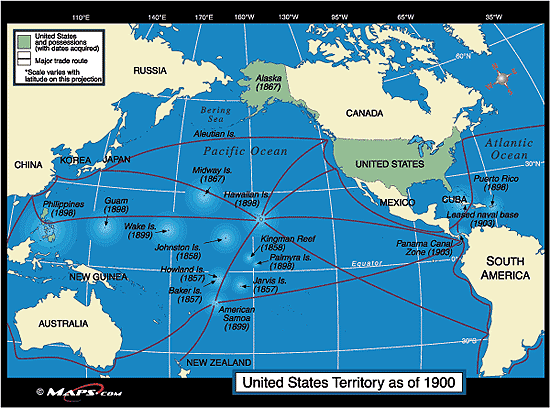 110°E
140°E
170°E
160°W
130°W
95°W
65°W
35°W
United States
and possessions
(with dates acquired)
Major trade route
*Scale varies with
latitude on this projection
RUSSIA
Alaska
(1867)
60°N
Bering
Sea
CANADA
Aleutian Is.
Pacific Ocean
Atlantic
Ocean
CHINA
KOREA
JAPAN
UNITED STATES
30°N
Midway Is.
(1867)
Hawaiian Is.
(1898)
MEXICO
CUBA
Puerto Rico
(1898)
Leased naval base
(1903)
Philippines
(1898)
Guam
(1898)
Wake Is.
(1899)
Johnston Is.
(1858)
Kingman Reef
(1858)
Palmyra Is.
(1898)
Panama Canal
Zone (1903)
Equator
SOUTH
AMERICA
NEW GUINEA
Howland Is.
(1857)
Baker Is.
(1857)
Jarvis Is.
(1857)
AUSTRALIA
American
Samoa
(1899)
30°S
NEW ZEALAND
© MAPS.COM
United States Territory as of 1900